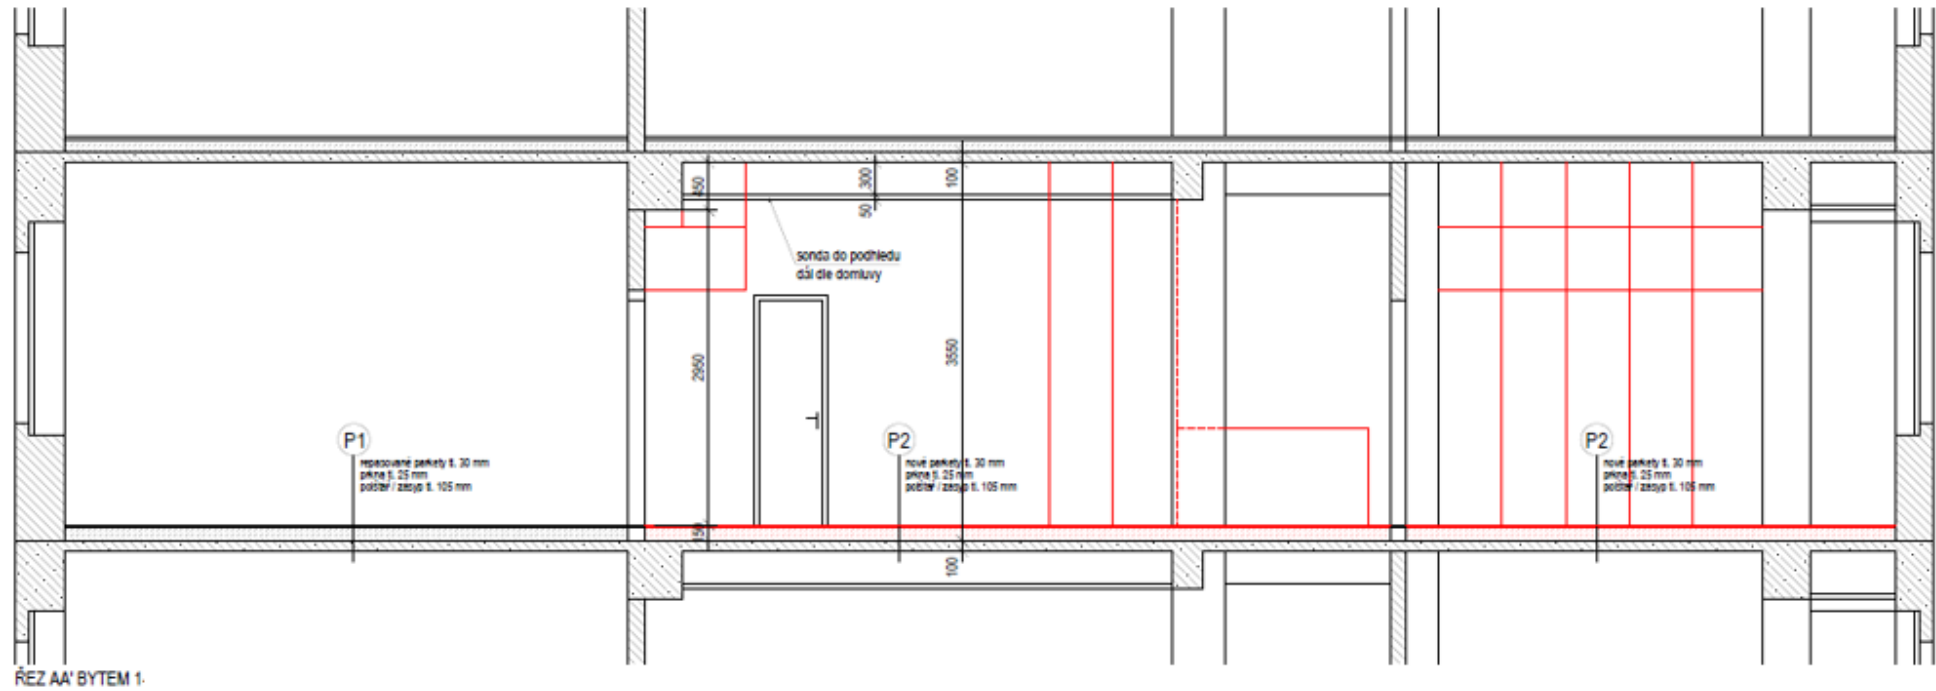 450
300
50
100
sonda do podhledu
dál dle domluvy
2950
3550
P1
repasované parkety tl. 30 mm
prkna tl. 25 mm
polštář / zásyp tl. 105 mm
P2
nové parkety tl. 30 mm
prkna tl. 25 mm
polštář / zásyp tl. 105 mm
P2
nové parkety tl. 30 mm
prkna tl. 25 mm
polštář / zásyp tl. 105 mm
150
100
ŘEZ AA' BYTEM 1